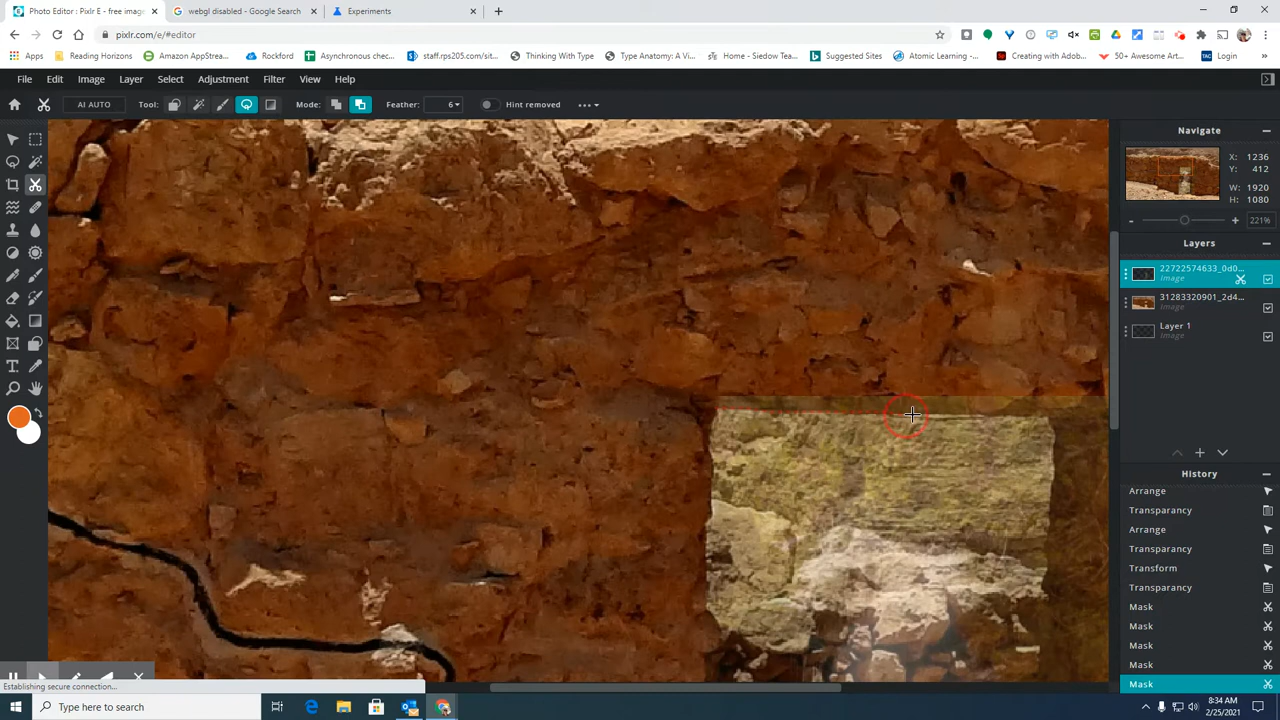 Photo Editor : Pixlr E - free imag
webgl disabled - Google Search
Experiments
pixlr.com/e/#editor
Apps
Reading Horizons
Amazon AppStrea...
Rockford
Asynchronous chec...
staff.rps205.com/sit...
Thinking With Type
Type Anatomy: A Vi...
Home - Siedow Tea...
Suggested Sites
Atomic Learning -...
Creating with Adob...
50+ Awesome Art...
Login
File Edit Image Layer Select Adjustment Filter View Help
AI AUTO Tool: Mode: Feather: 6 Hint removed
Navigate
X: 1236
Y: 412
W: 1920
H: 1080
221%
Layers
22722574633_0d0...
Image
31283320901_2d4...
Image
Layer 1
Image
History
Arrange
Transparancy
Arrange
Transparancy
Transform
Transparancy
Mask
Mask
Mask
Mask
Mask
Establishing secure connection...
Type here to search
8:34 AM
2/25/2021